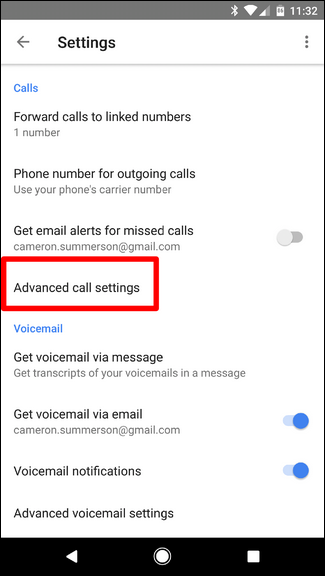 11:32
Settings
Calls
Forward calls to linked numbers
1 number
Phone number for outgoing calls
Use your phone's carrier number
Get email alerts for missed calls
cameron.summerson@gmail.com
Advanced call settings
Voicemail
Get voicemail via message
Get transcripts of your voicemails in a message
Get voicemail via email
cameron.summerson@gmail.com
Voicemail notifications
Advanced voicemail settings